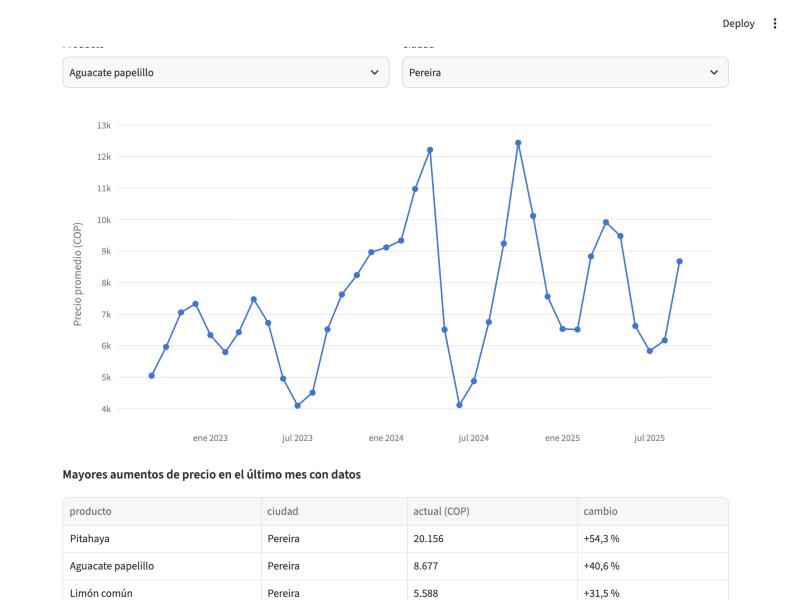 Deploy
Aguacate papelillo
Pereira
13k
12k
11k
10k
9k
8k
7k
6k
5k
4k
Precio promedio (COP)
ene 2023 jul 2023 ene 2024 jul 2024 ene 2025 jul 2025
Mayores aumentos de precio en el último mes con datos
producto ciudad actual (COP) cambio
Pitahaya Pereira 20.156 +54,3 %
Aguacate papelillo Pereira 8.677 +40,6 %
Limón común Pereira 5.588 +31,5 %